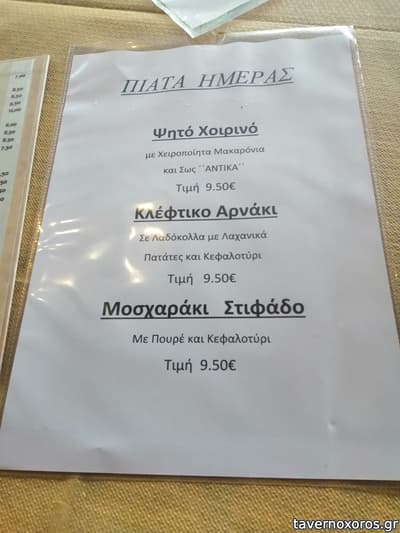 ΠΙΑΤΑ ΗΜΕΡΑΣ
Ψητό Χοιρινό
με Χειροποίητα Μακαρόνια
και Σως ΄΄ΑΝΤΙΚΑ΄΄
Τιμή 9.50€
Κλέφτικο Αρνάκι
Σε Λαδόκολλα με Λαχανικά
Πατάτες και Κεφαλοτύρι
Τιμή 9.50€
Μοσχαράκι Στιφάδο
Με Πουρέ και Κεφαλοτύρι
Τιμή 9.50€
tavernoxoros.gr